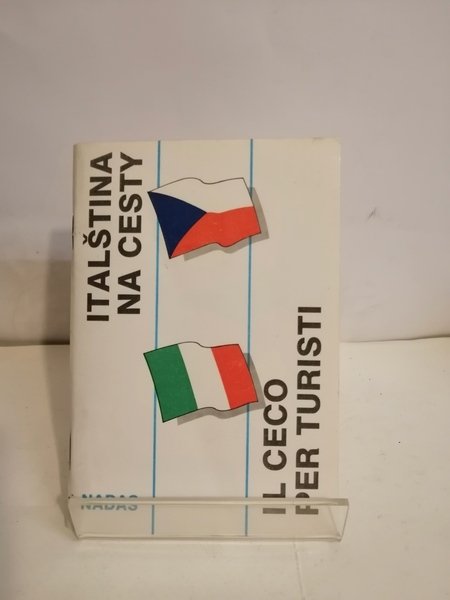 ITALŠTINA
NA CESTY
IL CECO
PER TURISTI
NADAS